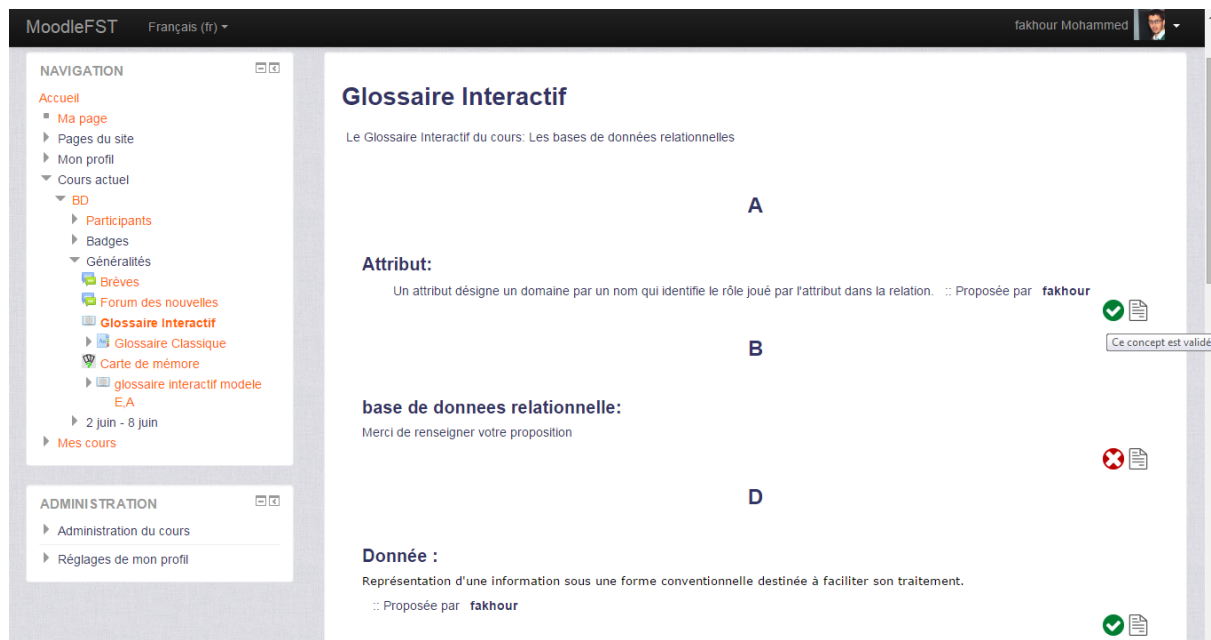 MoodleFST Français (fr) fakhour Mohammed
NAVIGATION
Accueil
Ma page
Pages du site
Mon profil
Cours actuel
BD
Participants
Badges
Généralités
Brèves
Forum des nouvelles
Glossaire Interactif
Glossaire Classique
Carte de mémore
glossaire interactif modele
E,A
2 juin - 8 juin
Mes cours
ADMINISTRATION
Administration du cours
Réglages de mon profil
Glossaire Interactif
Le Glossaire Interactif du cours: Les bases de données relationnelles
A
Attribut:
Un attribut désigne un domaine par un nom qui identifie le rôle joué par l'attribut dans la relation. :: Proposée par fakhour
Ce concept est validé
B
base de donnees relationnelle:
Merci de renseigner votre proposition
D
Donnée :
Représentation d'une information sous une forme conventionnelle destinée à faciliter son traitement.
:: Proposée par fakhour